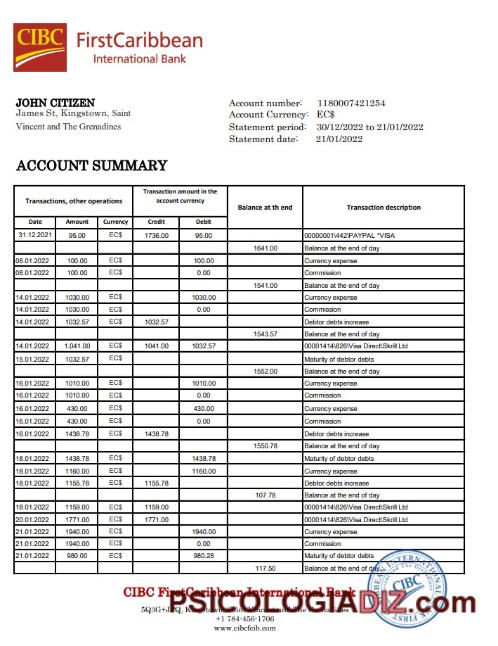 CIBC FirstCaribbean
International Bank
JOHN CITIZEN
James St, Kingstown, Saint
Vincent and The Grenadines
Account number: 1180007421254
Account Currency: EC$
Statement period: 30/12/2022 to 21/01/2022
Statement date: 21/01/2022
ACCOUNT SUMMARY
Transactions, other operations | Transaction amount in the account currency | Balance at th end | Transaction description
Date | Amount | Currency | Credit | Debit
31.12.2021 95.00 EC$ 1736.00 95.00 00000001\442\PAYPAL *VISA
1641.00 Balance at the end of day
08.01.2022 100.00 EC$ 100.00 Currency expense
08.01.2022 100.00 EC$ 0.00 Commission
1541.00 Balance at the end of day
14.01.2022 1030.00 EC$ 1030.00 Currency expense
14.01.2022 1030.00 EC$ 0.00 Commission
14.01.2022 1032.57 EC$ 1032.57 Debtor debts increase
1543.57 Balance at the end of day
14.01.2022 1.041.00 EC$ 1041.00 1032.57 00001414\826\Visa Direct\Skrill Ltd
15.01.2022 1032.57 EC$ Maturity of debtor debts
1552.00 Balance at the end of day
16.01.2022 1010.00 EC$ 1010.00 Currency expense
16.01.2022 1010.00 EC$ 0.00 Commission
16.01.2022 430.00 EC$ 430.00 Currency expense
16.01.2022 430.00 EC$ 0.00 Commission
16.01.2022 1438.78 EC$ 1438.78 Debtor debts increase
1550.78 Balance at the end of day
18.01.2022 1438.78 EC$ 1438.78 Maturity of debtor debts
18.01.2022 1160.00 EC$ 1160.00 Currency expense
18.01.2022 1155.78 EC$ 1155.78 Debtor debts increase
107.78 Balance at the end of day
18.01.2022 1159.00 EC$ 1159.00 00001414\826\Visa Direct\Skrill Ltd
20.01.2022 1771.00 EC$ 1771.00 00001414\826\Visa Direct\Skrill Ltd
21.01.2022 1940.00 EC$ 1940.00 Currency expense
21.01.2022 1940.00 EC$ 0.00 Commission
21.01.2022 980.00 EC$ 980.28 Maturity of debtor debts
117.50 Balance at the end of day
CIBC FirstCaribbean International Bank
PSIHOLOGIADIZ.com
+1 784-456-1706
www.cibcfeib.com
CIBC